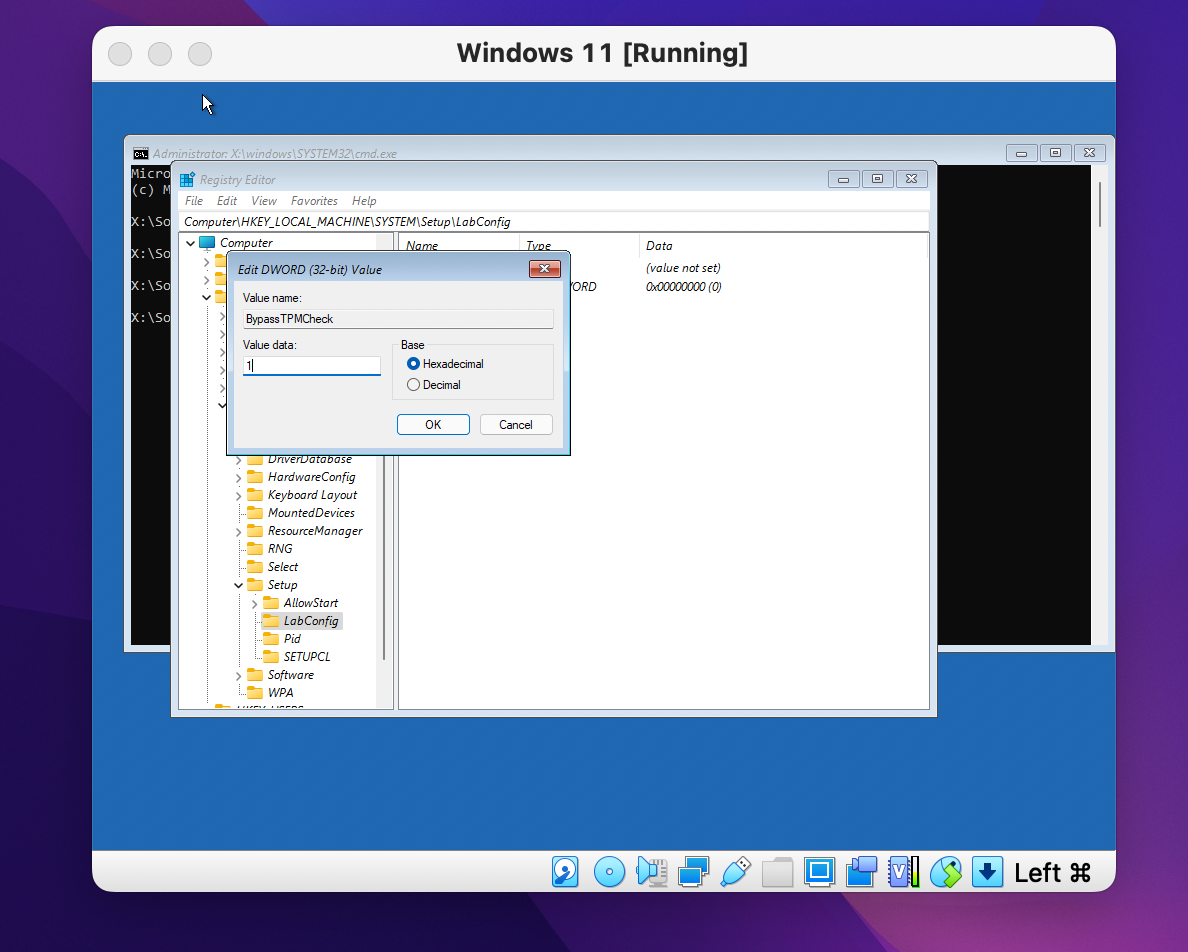 Windows 11 [Running]
Administrator: X:\windows\SYSTEM32\cmd.exe
Micro
(c) M
X:\So
X:\So
X:\So
X:\So
Registry Editor
File Edit View Favorites Help
Computer\HKEY_LOCAL_MACHINE\SYSTEM\Setup\LabConfig
Computer
Name Type Data
(value not set)
ORD 0x00000000 (0)
Edit DWORD (32-bit) Value
Value name:
BypassTPMCheck
Value data:
1
Base
Hexadecimal
Decimal
OK Cancel
DriverDatabase
HardwareConfig
Keyboard Layout
MountedDevices
ResourceManager
RNG
Select
Setup
AllowStart
LabConfig
Pid
SETUPCL
Software
WPA
HKEY_USERS
V
Left ⌘